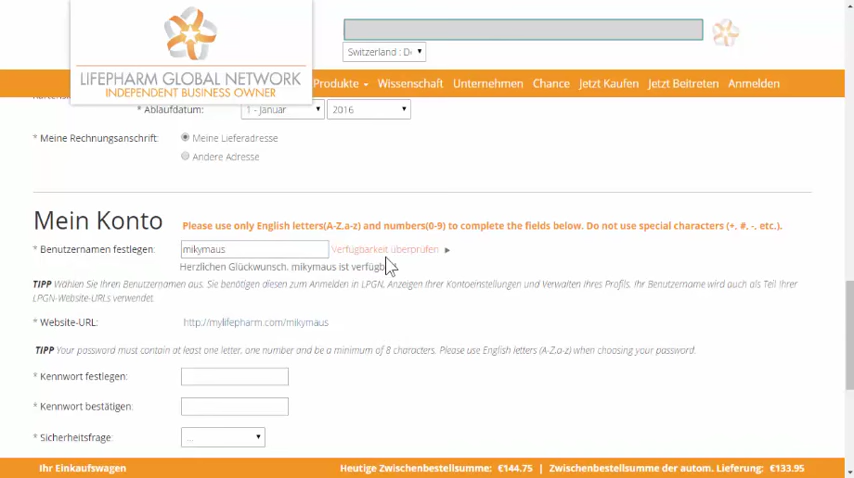 Switzerland : D
LIFEPHARM GLOBAL NETWORK
INDEPENDENT BUSINESS OWNER
Produkte Wissenschaft Unternehmen Chance Jetzt Kaufen Jetzt Beitreten Anmelden
* Ablaufdatum: 1 - Januar 2016
* Meine Rechnungsanschrift: Meine Lieferadresse
Andere Adresse
Mein Konto Please use only English letters(A-Z,a-z) and numbers(0-9) to complete the fields below. Do not use special characters (+, #, -, etc.).
* Benutzernamen festlegen: mikymaus Verfügbarkeit überprüfen
Herzlichen Glückwunsch, mikymaus ist verfügb
TIPP Wählen Sie Ihren Benutzernamen aus. Sie benötigen diesen zum Anmelden in LPGN, Anzeigen Ihrer Kontoeinstellungen und Verwalten Ihres Profils. Ihr Benutzername wird auch als Teil Ihrer
LPGN-Website-URLs verwendet.
* Website-URL: http://mylifepharm.com/mikymaus
TIPP Your password must contain at least one letter, one number and be a minimum of 8 characters. Please use English letters (A-Z,a-z) when choosing your password.
* Kennwort festlegen:
* Kennwort bestätigen:
* Sicherheitsfrage: ...
Ihr Einkaufswagen Heutige Zwischenbestellsumme: €144.75 | Zwischenbestellsumme der autom. Lieferung: €133.95